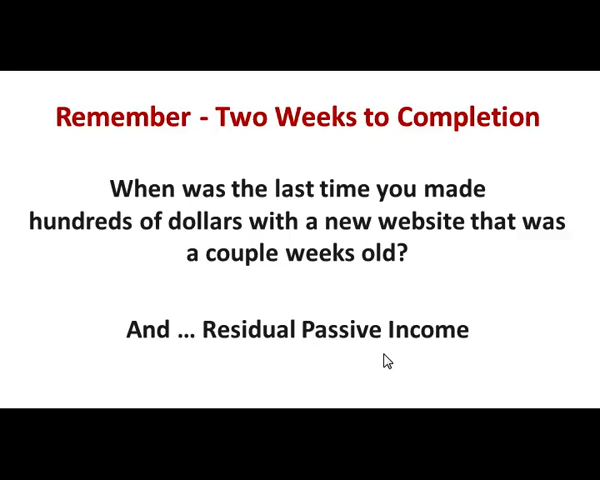 Remember - Two Weeks to Completion
When was the last time you made
hundreds of dollars with a new website that was
a couple weeks old?
And ... Residual Passive Income